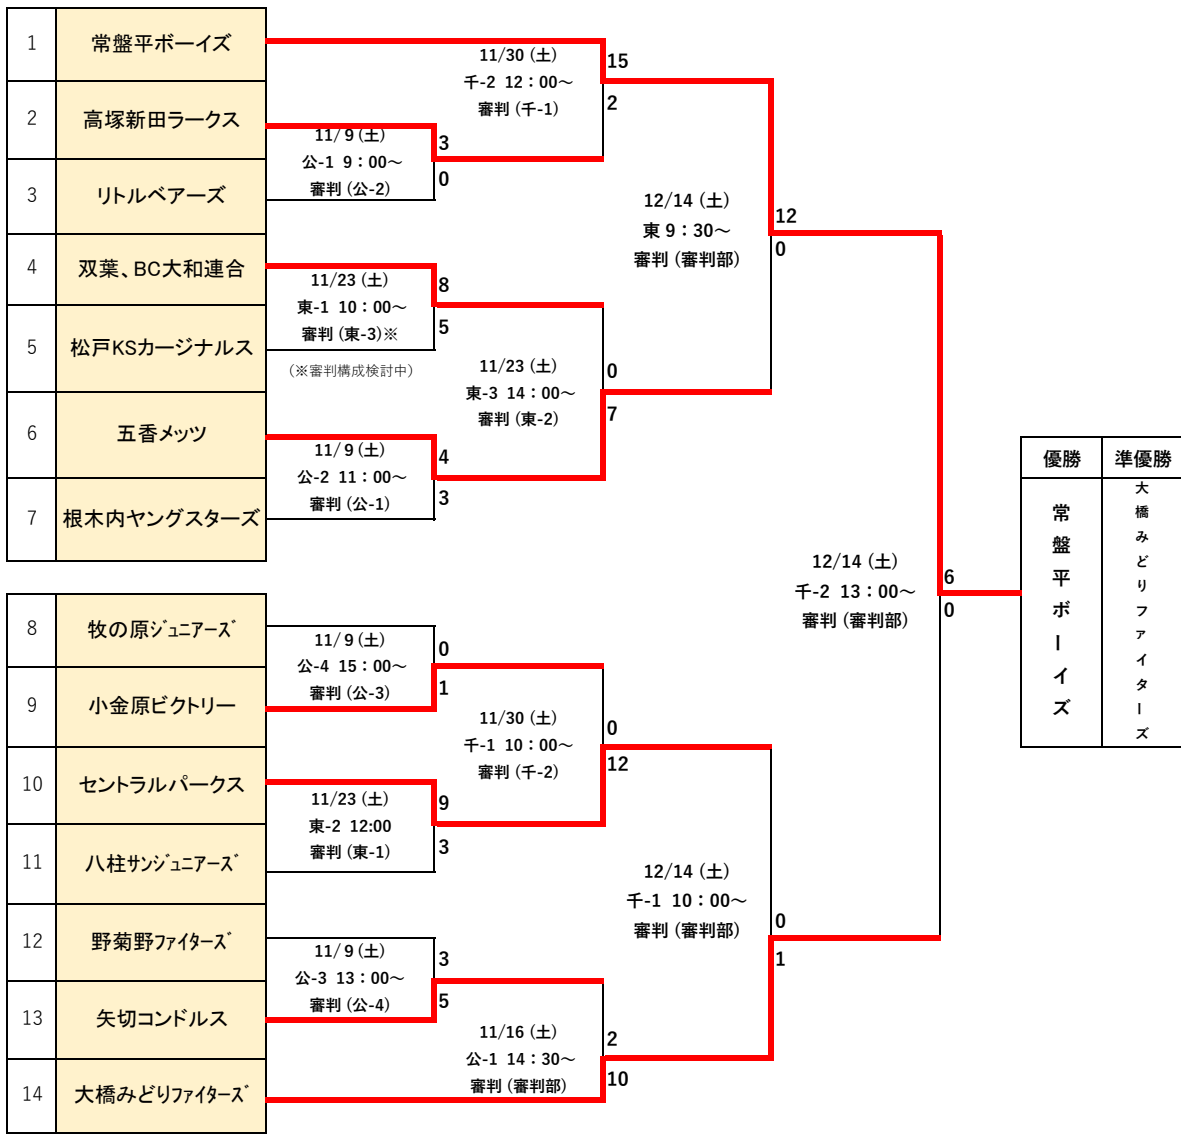 1 常盤平ボーイズ
2 高塚新田ラークス
3 リトルベアーズ
4 双葉、BC大和連合
5 松戸KSカージナルス
6 五香メッツ
7 根木内ヤングスターズ
8 牧の原ｼﾞｭﾆｱｰｽﾞ
9 小金原ビクトリー
10 セントラルパークス
11 八柱サンｼﾞｭﾆｱｰｽﾞ
12 野菊野ﾌｧｲﾀｰｽﾞ
13 矢切コンドルス
14 大橋みどりﾌｧｲﾀｰｽﾞ
11/9 (土)
公-1 9：00～
審判 (公-2)
3
0
11/23 (土)
東-1 10：00～
審判 (東-3)※
8
5
（※審判構成検討中）
11/9 (土)
公-2 11：00～
審判 (公-1)
4
3
11/9 (土)
公-4 15：00～
審判 (公-3)
0
1
11/23 (土)
東-2 12:00
審判 (東-1)
9
3
11/9 (土)
公-3 13：00～
審判 (公-4)
3
5
11/30 (土)
千-2 12：00～
審判 (千-1)
15
2
11/23 (土)
東-3 14：00～
審判 (東-2)
0
7
11/30 (土)
千-1 10：00～
審判 (千-2)
0
12
11/16 (土)
公-1 14：30～
審判 (審判部)
2
10
12/14 (土)
東 9：30～
審判 (審判部)
12
0
12/14 (土)
千-1 10：00～
審判 (審判部)
0
1
12/14 (土)
千-2 13：00～
審判 (審判部)
6
0
優勝
常盤平ボーイズ
準優勝
大橋みどりファイターズ